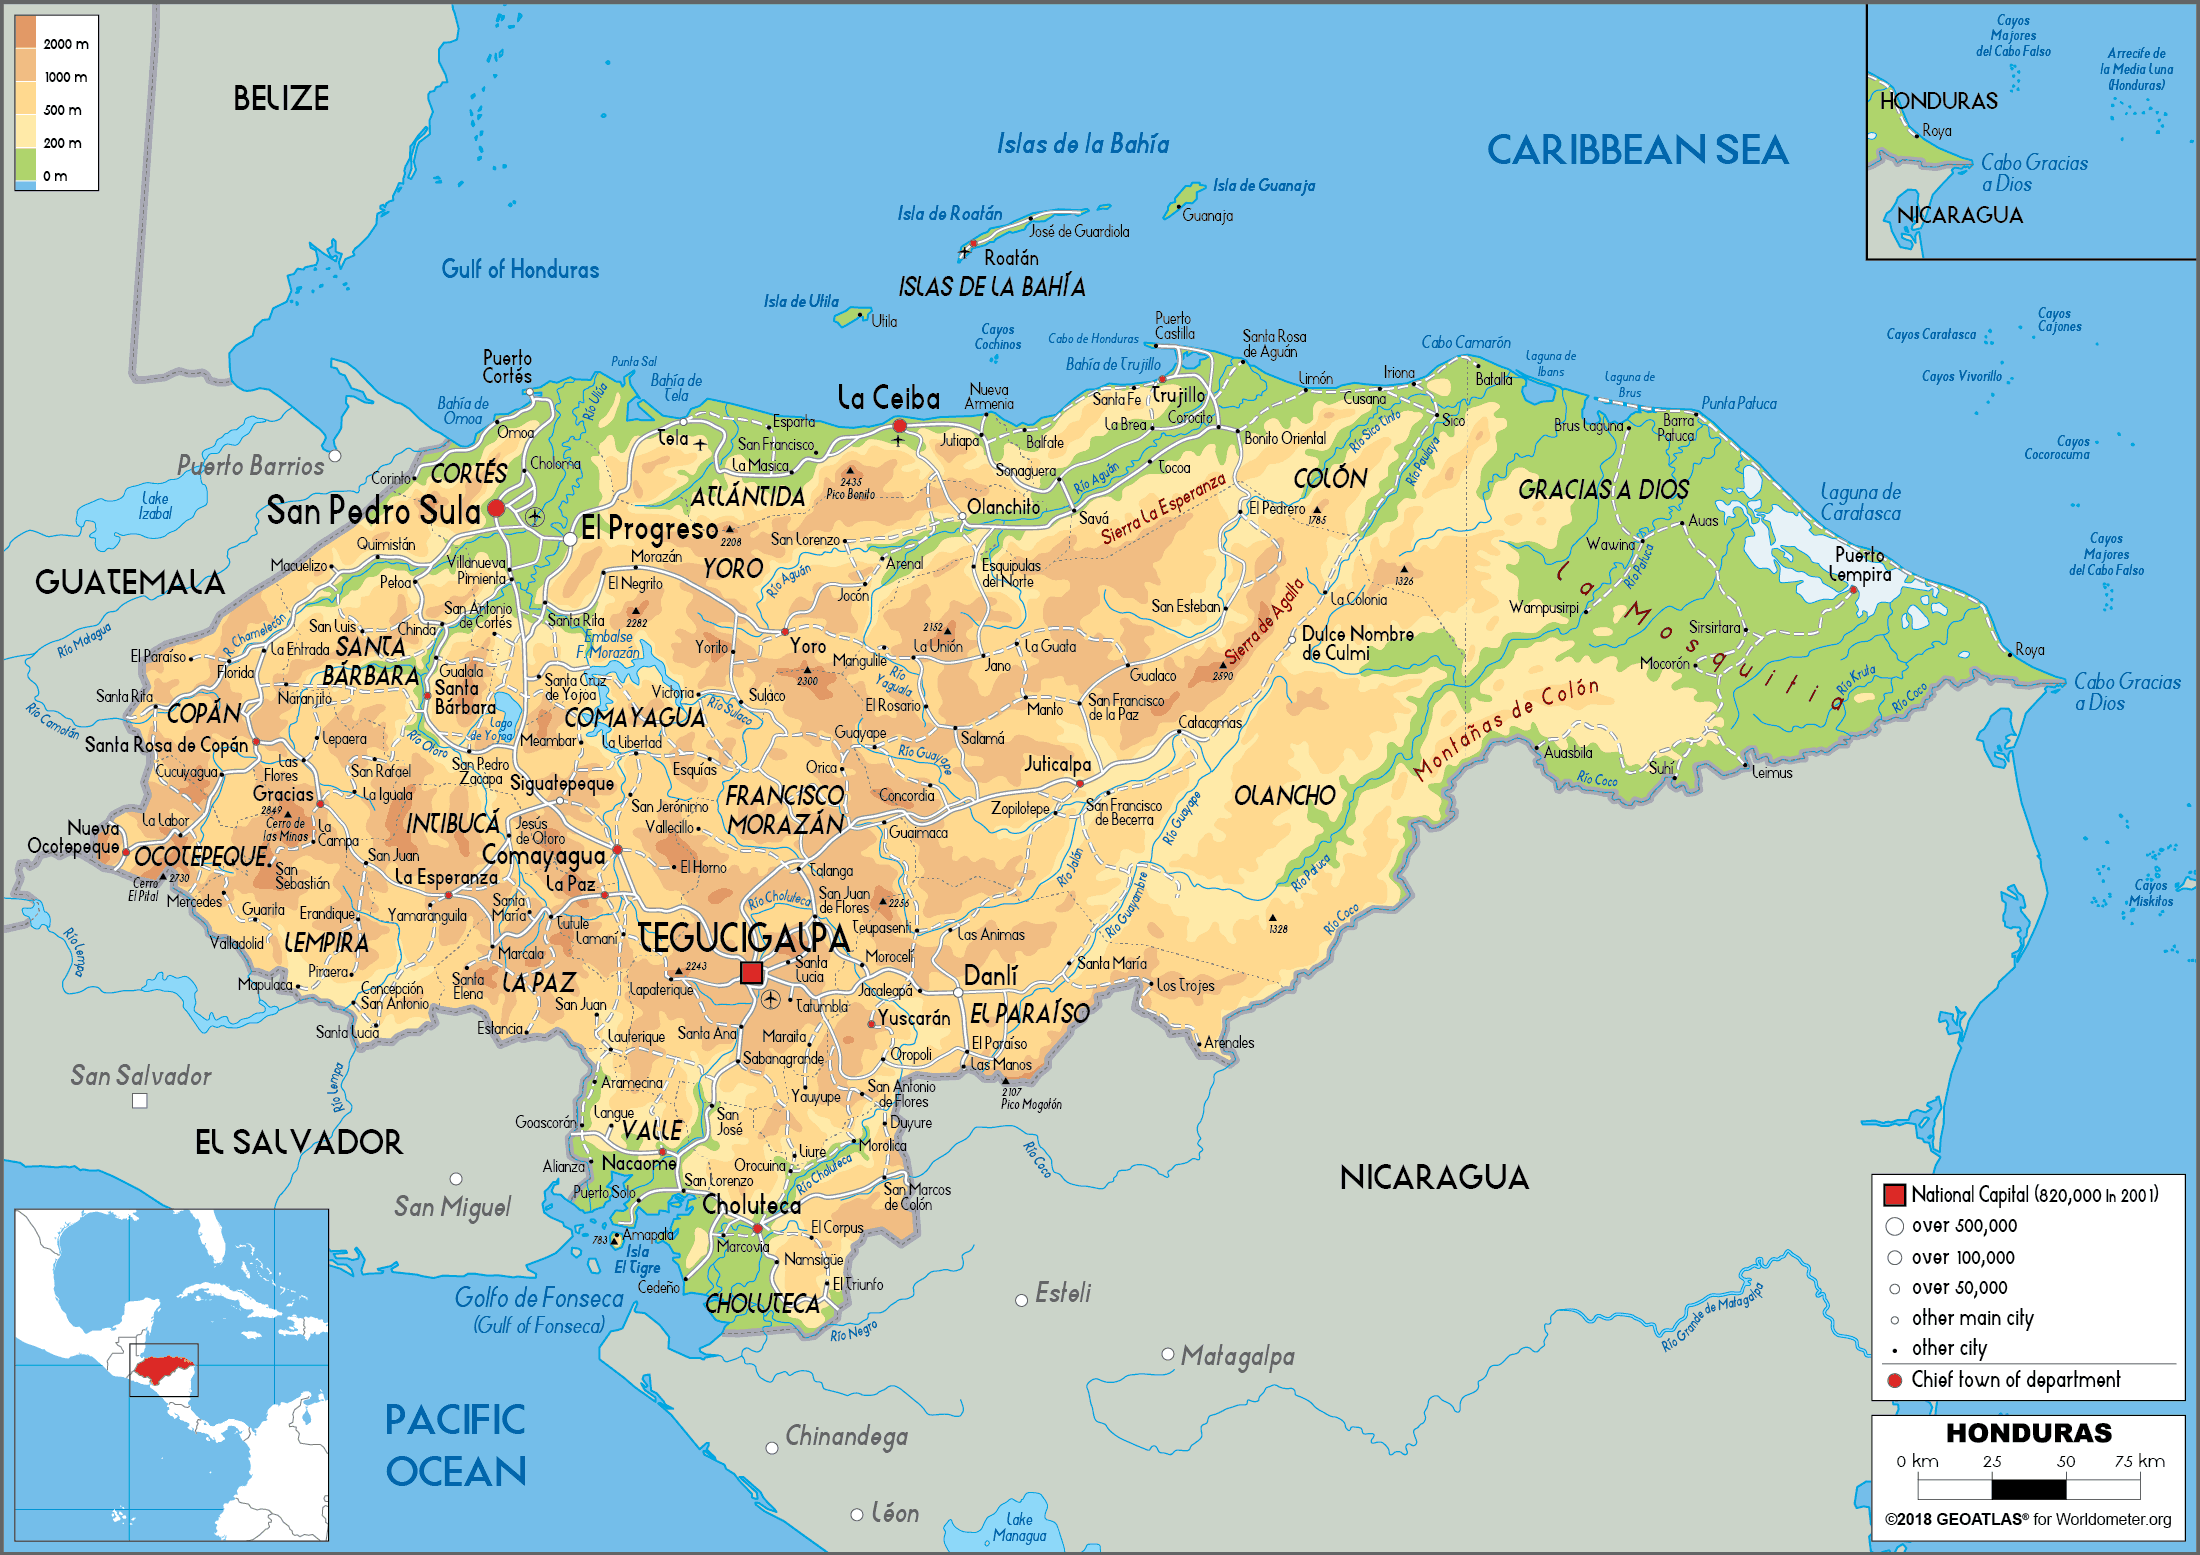 2000 m
1000 m
500 m
200 m
0 m
BELIZE
GUATEMALA
EL SALVADOR
NICARAGUA
CARIBBEAN SEA
PACIFIC
OCEAN
Gulf of Honduras
Golfo de Fonseca
(Gulf of Fonseca)
Islas de la Bahía
Isla de Guanaja
Guanaja
Isla de Roatán
José de Guardiola
Roatán
ISLAS DE LA BAHÍA
Isla de Utila
Utila
Cayos
Cochinos
Cayos
Majores
del Cabo Falso
Arrecife de
la Media Luna
(Honduras)
HONDURAS
Roya
Cabo Gracias
a Dios
NICARAGUA
Cayos Caratasca
Cayos
Cajones
Cayos Vivorillo
Cayos
Cocorocuma
Cayos
Majores
del Cabo Falso
Cayos
Miskitos
Puerto Barrios
Lake
Izabal
Río Motagua
Río Camotán
R. Chamelecón
Puerto
Cortés
Punta Sal
Bahía de
Tela
Bahía de
Omoa
Omoa
Río Ulúa
Corinto
CORTÉS
Choloma
San Pedro Sula
El Progreso
Tela
Esparta
San Francisco
La Masica
La Ceiba
ATLÁNTIDA
2435
Pico Bonito
2208
Nueva
Armenia
Jutiapa
Balfate
Cabo de Honduras
Puerto
Castilla
Bahía de Trujillo
Santa Fe
Trujillo
La Brea
Corocito
Santa Rosa
de Aguán
Limón
Cusana
Iriona
Cabo Camarón
Batalla
Sico
Laguna de
Ibans
Laguna de
Brus
Brus Laguna
Barra
Patuca
Punta Patuca
Bonito Oriental
Río Sico Tinto
Río Paulaya
COLÓN
GRACIAS A DIOS
Sonaguera
Río Aguán
Tocoa
Olanchito
Savá
Sierra La Esperanza
El Pedrero
1785
1326
Auas
Wawina
Río Patuca
Wampusirpi
La Mosquitia
Laguna de
Caratasca
Puerto
Lempira
Sirsirtara
Mocorón
Río Kruta
Río Coco
Roya
Cabo Gracias
a Dios
Quimistán
Macuelizo
Petoa
Villanueva
Pimienta
San Antonio
de Cortés
San Luis
Chinda
SANTA
BÁRBARA
La Entrada
El Paraíso
Florida
Santa Rita
Naranjito
Gualala
Santa
Bárbara
COPÁN
Santa Rosa de Copán
Lepaera
Cucuyagua
Las
Flores
San Rafael
La Iguala
Gracias
Río Otoro
San Pedro
Zacapa
Lago
de Yojoa
Morazán
El Negrito
YORO
San Lorenzo
Arenal
Río Aguán
Jocón
Esquipulas
del Norte
Santa Rita
2282
Embalse
F. Morazán
Yorito
Yoro
2300
2152
La Unión
Mangulile
Río
Yaguala
Jano
La Guata
San Esteban
La Colonia
Sierra de Agalta
Dulce Nombre
de Culmi
2590
Gualaco
Santa Cruz
de Yojoa
Victoria
Sulaco
Río Sulaco
COMAYAGUA
Meambar
La Libertad
El Rosario
Guayape
Salamá
Río Guayape
Manto
San Francisco
de la Paz
Catacamas
Montañas de Colón
Auasbila
Suhí
Leimus
Río Coco
Siguatepeque
Esquías
Orica
Concordia
Juticalpa
Zopilotepe
San Francisco
de Becerra
Río Guayape
OLANCHO
FRANCISCO
MORAZÁN
San Jerónimo
Vallecillo
Guaimaca
INTIBUCÁ
Jesús
de Otoro
Comayagua
El Horno
Talanga
2849
Cerro de
las Minas
La
Campa
La Labor
Nueva
Ocotepeque
OCOTEPEQUE
Cerro
El Pital
2730
San
Sebastián
San Juan
La Esperanza
Mercedes
Guarita
Erandique
Yamaranguila
Santa
María
La Paz
Tutule
Lamaní
Río Choluteca
San Juan
de Flores
2256
Teupasenti
Las Animas
Río Jalán
Río Guayambre
Río Patuca
1328
Río Coco
Valladolid
LEMPIRA
Marcala
TEGUCIGALPA
Santa
Lucía
Morocelí
2243
Lapaterique
Jacaleapa
Danlí
Santa María
Los Trojes
Piraera
Mapulaca
Concepción
San Antonio
Santa
Elena
LA PAZ
San Juan
Tatumbla
Yuscarán
EL PARAÍSO
Santa Lucia
Estancia
Lauterique
Santa Ana
Maraita
Sabanagrande
Oropoli
El Paraíso
Las Manos
Arenales
Río Lempa
Río Lempa
Aramecina
Yauyupe
San Antonio
de Flores
2107
Pico Mogotón
Duyure
Goascorán
Langue
San
José
VALLE
Morolica
Liure
Alianza
Nacaome
Orocuina
Río Choluteca
San Lorenzo
Puerto Solo
Choluteca
San Marcos
de Colón
Río Coco
783
Amapala
Isla
El Tigre
Marcovia
El Corpus
Namsigüe
Cedeño
El Triunfo
CHOLUTECA
Río Negro
San Salvador
San Miguel
Esteli
Matagalpa
Chinandega
Léon
Lake
Managua
Río Grande de Matagalpa
National Capital (820,000 In 2001)
over 500,000
over 100,000
over 50,000
other main city
other city
Chief town of department
HONDURAS
0 km 25 50 75 km
©2018 GEOATLAS® for Worldometer.org